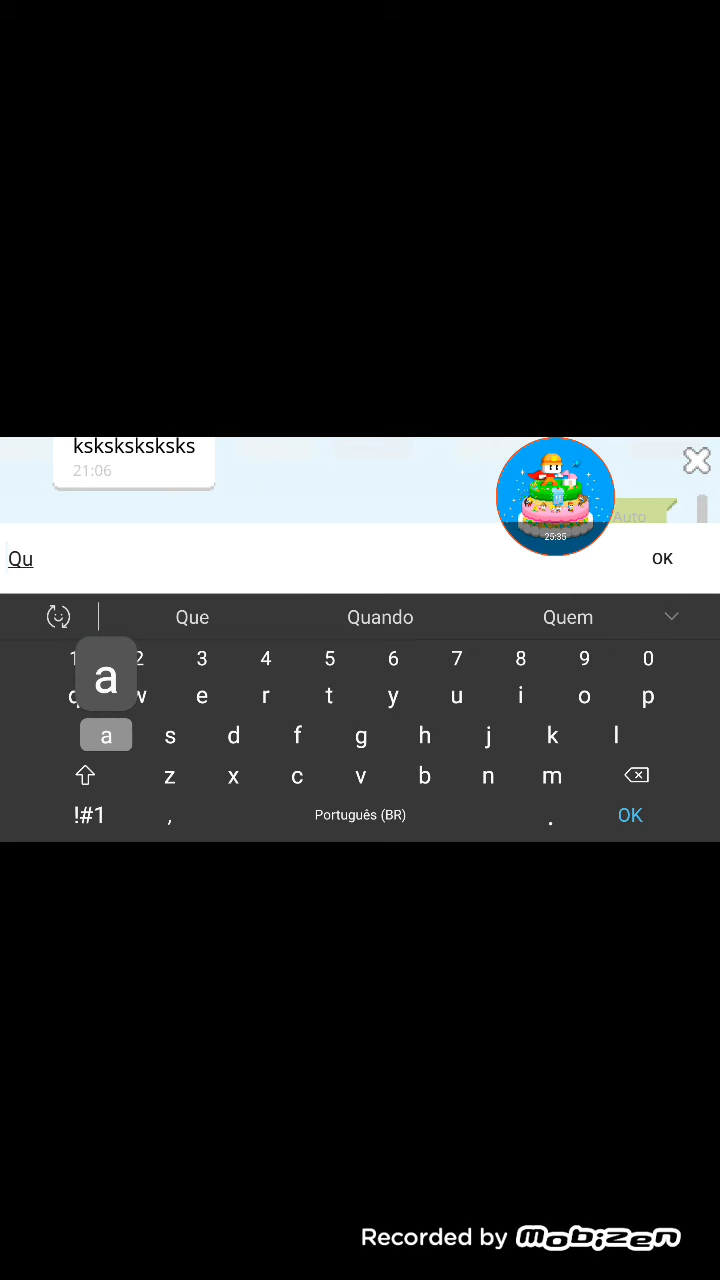 ksksksksksks
21:06
Auto
25:35
Qu
OK
Que Quando Quem
1 2 3 4 5 6 7 8 9 0
a
q w e r t y u i o p
a s d f g h j k l
z x c v b n m
!#1 , Português (BR) . OK
Recorded by mobizen